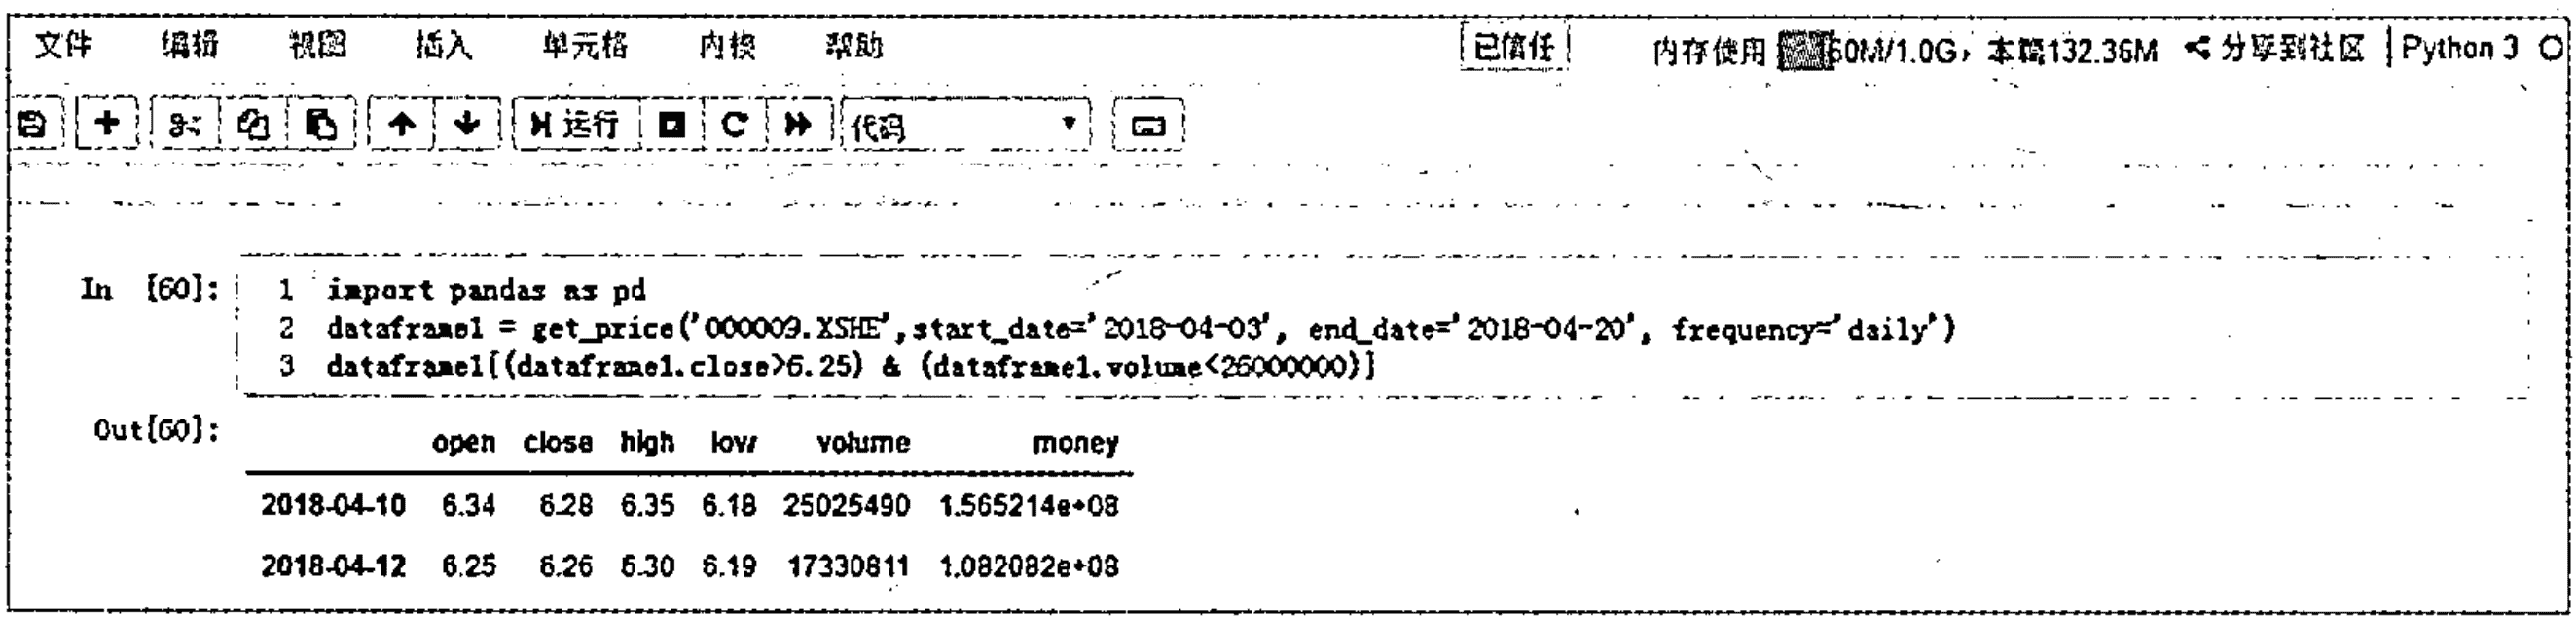 文件 编辑 视图 插入 单元格 内核 帮助 已信任 内存使用 60M/1.0G, 本篇132.36M 分享到社区 Python 3
运行 代码
In [60]: 1 import pandas as pd
2 dataframe1 = get_price('000009.XSHE',start_date='2018-04-03', end_date='2018-04-20', frequency='daily')
3 dataframe1[(dataframe1.close>6.25) & (dataframe1.volume<26000000)]
Out[60]:
open close high low volume money
2018-04-10 6.34 6.28 6.35 6.18 25025490 1.565214e+08
2018-04-12 6.25 6.26 6.30 6.19 17330811 1.082082e+08